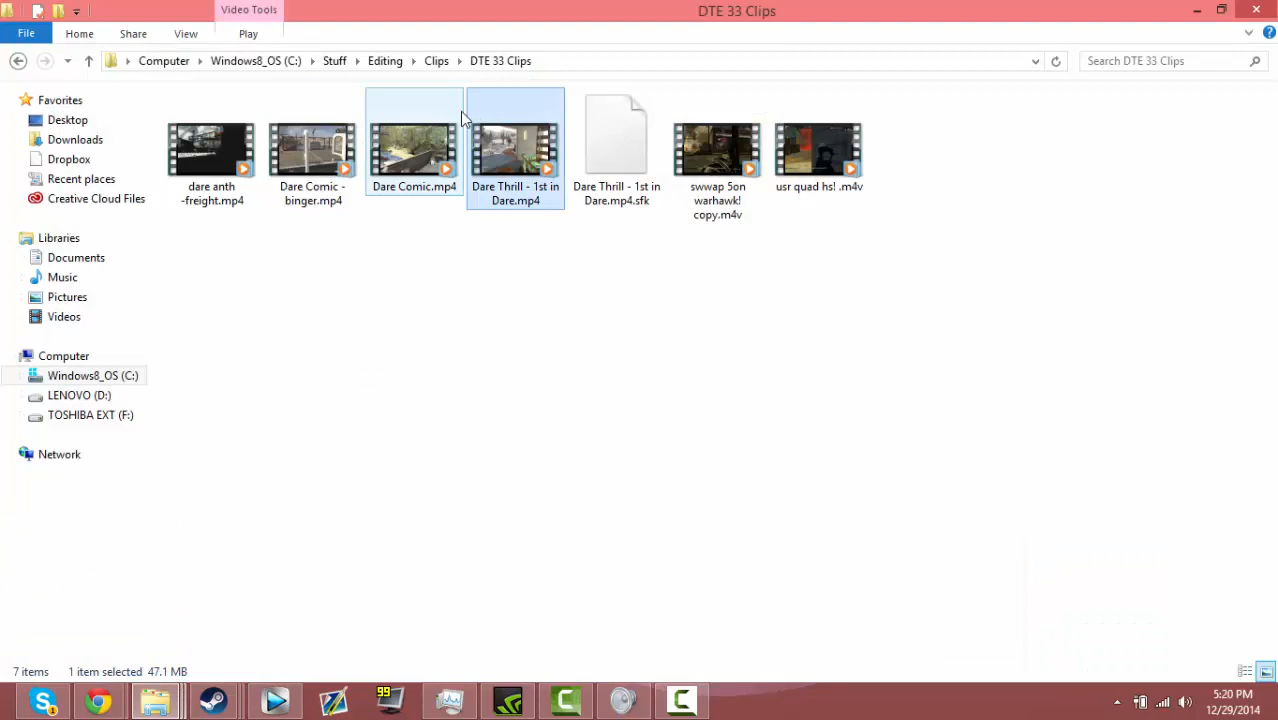 Video Tools
DTE 33 Clips
File
Home
Share
View
Play
Computer
Windows8_OS (C:)
Stuff
Editing
Clips
DTE 33 Clips
Search DTE 33 Clips
Favorites
Desktop
Downloads
Dropbox
Recent places
Creative Cloud Files
Libraries
Documents
Music
Pictures
Videos
Computer
Windows8_OS (C:)
LENOVO (D:)
TOSHIBA EXT (F:)
Network
dare anth
-freight.mp4
Dare Comic -
binger.mp4
Dare Comic.mp4
Dare Thrill - 1st in
Dare.mp4
Dare Thrill - 1st in
Dare.mp4.sfk
swwap 5on
warhawk!
copy.m4v
usr quad hs! .m4v
7 items
1 item selected 47.1 MB
99
5:20 PM
12/29/2014